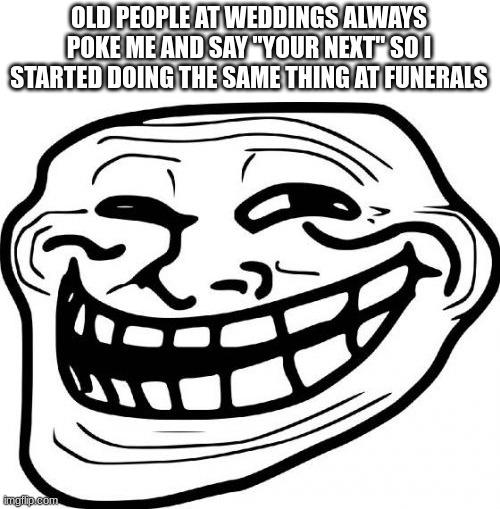 OLD PEOPLE AT WEDDINGS ALWAYS
POKE ME AND SAY "YOUR NEXT" SO I
STARTED DOING THE SAME THING AT FUNERALS
imgflip.com